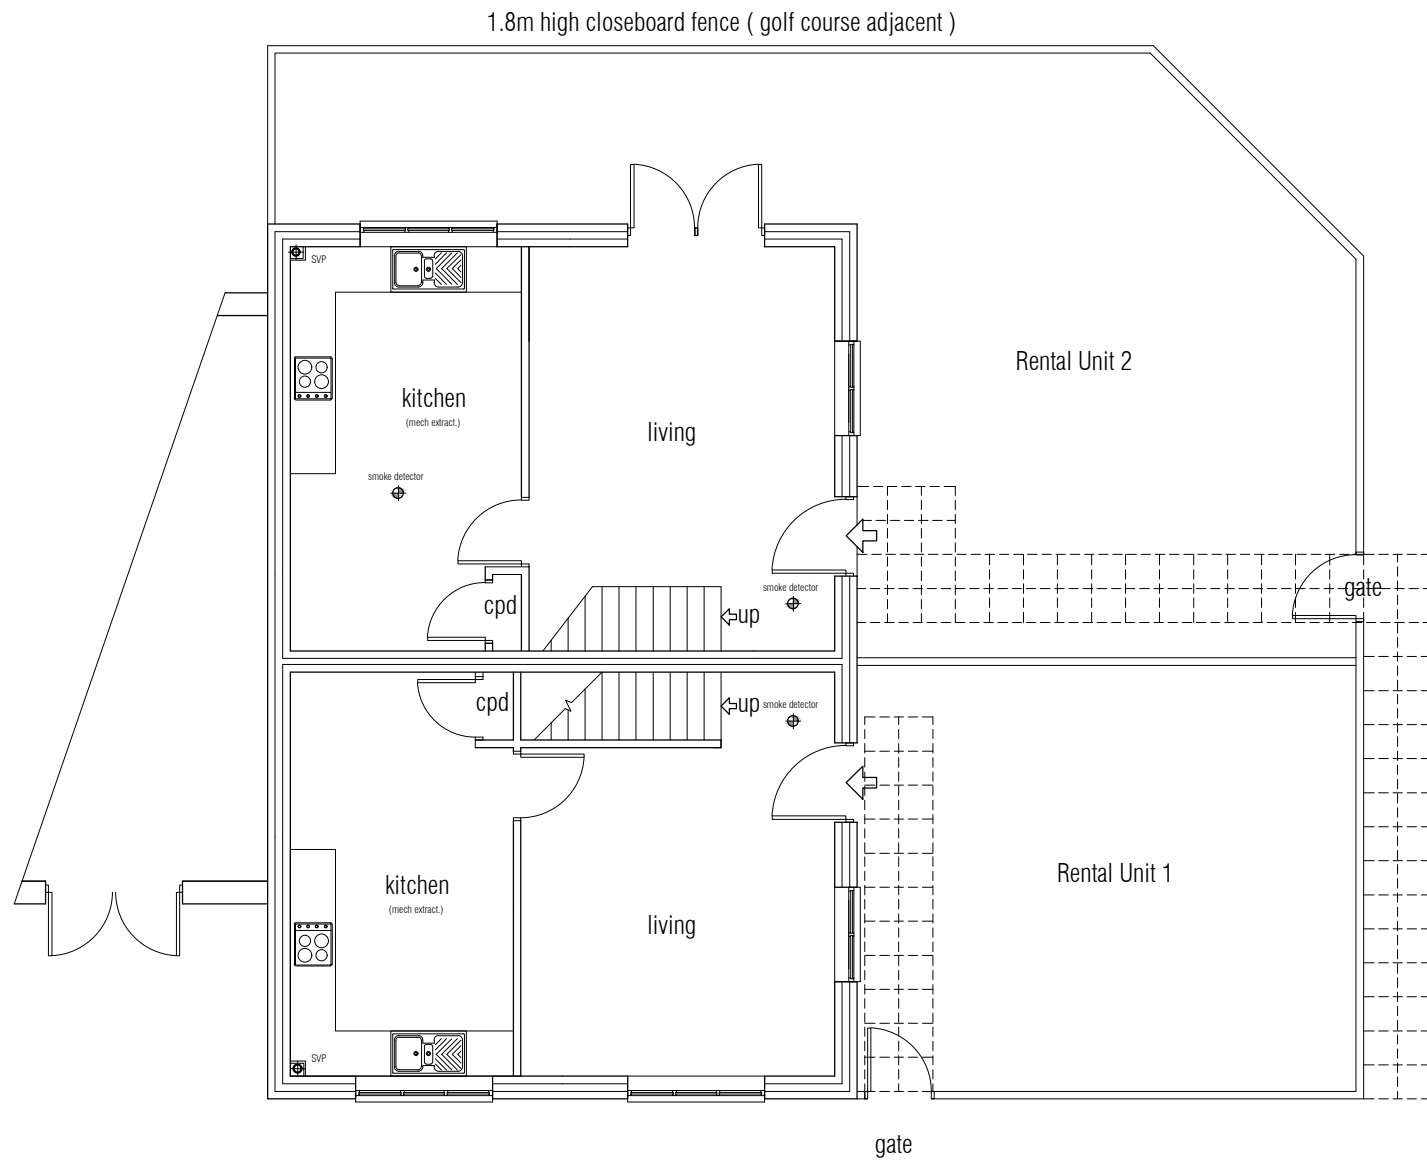 1.8m high closeboard fence ( golf course adjacent )
SVP
Rental Unit 2
kitchen
(mech extract.)
living
smoke detector
smoke detector
gate
cpd
up
cpd
up
smoke detector
Rental Unit 1
kitchen
(mech extract.)
living
SVP
gate